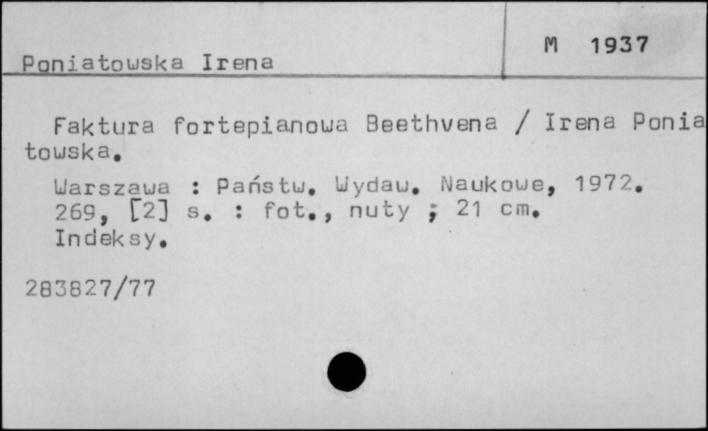 Poniatowska Irena
M 1937
Faktura fortepianowa Beethvena / Irena Ponia
towska.
Warszawa : Państw. Wydaw. Naukowe, 1972.
269, [2] s. : fot., nuty ; 21 cm.
Indeksy.
283827/77